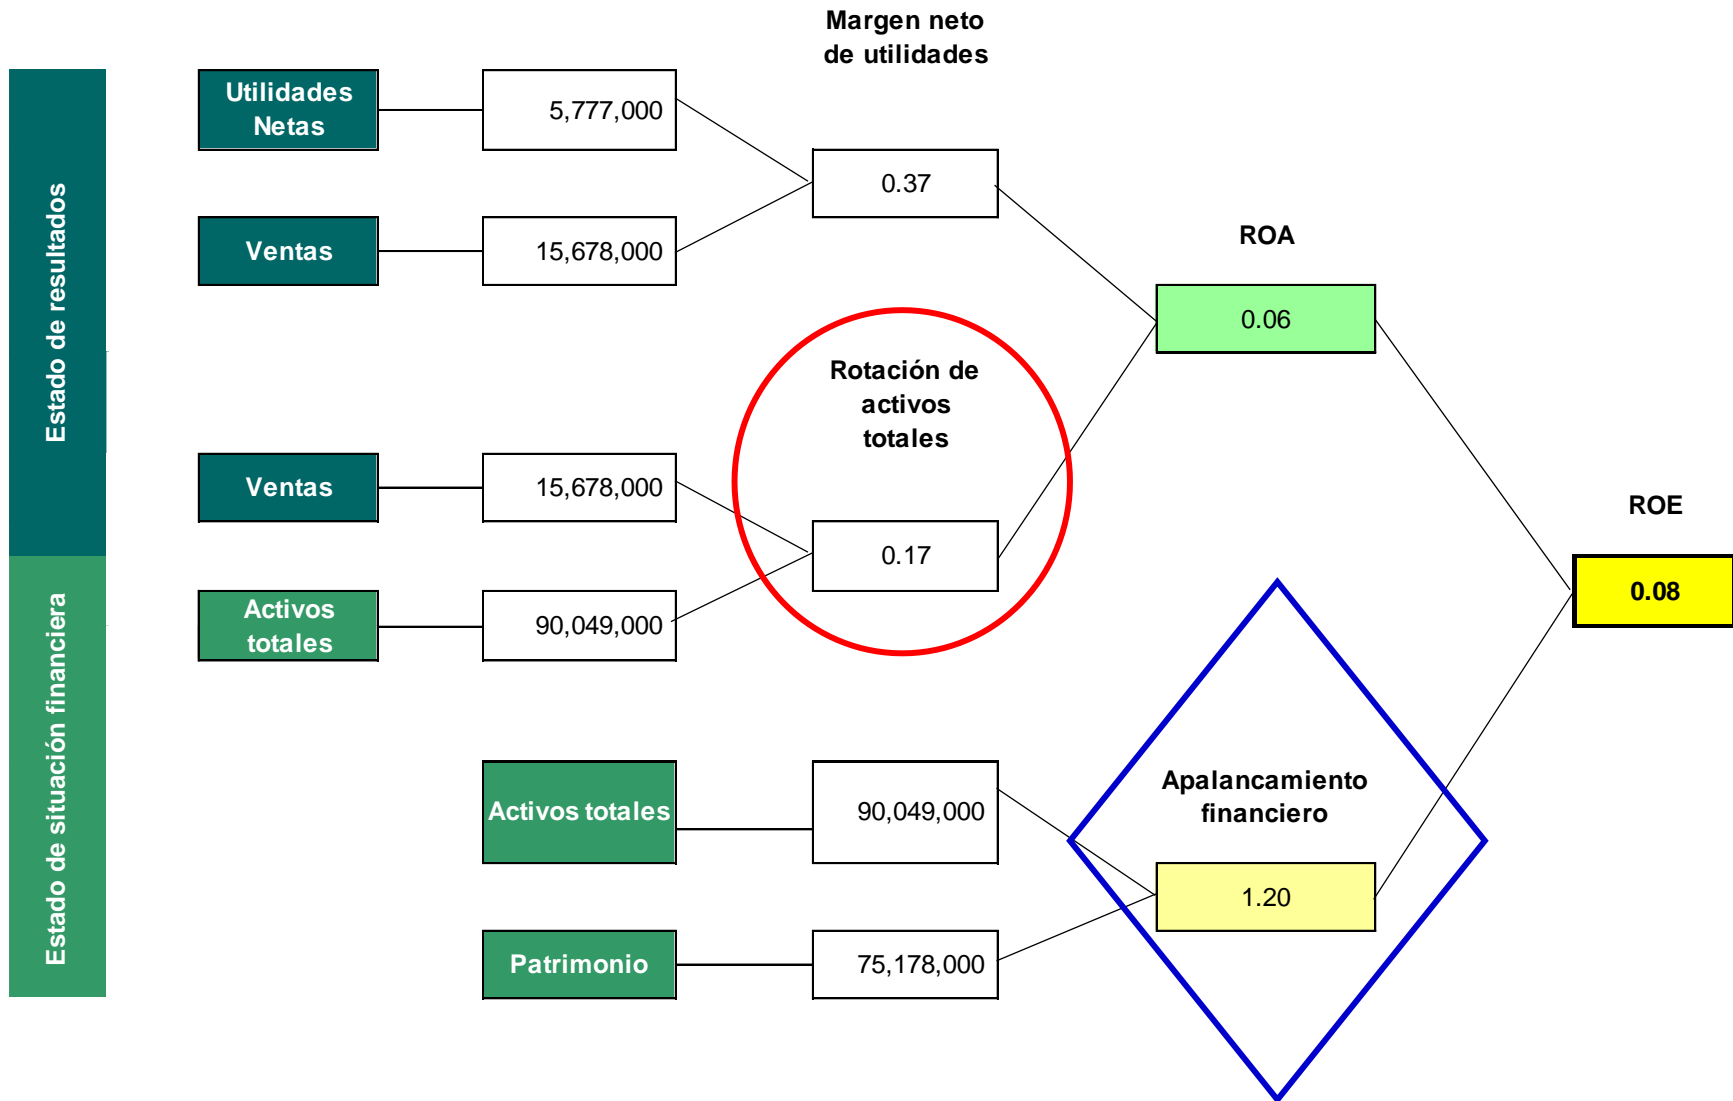 Margen neto
de utilidades
Estado de resultados
Utilidades
Netas
5,777,000
0.37
Ventas
15,678,000
ROA
0.06
Rotación de
activos
totales
Ventas
15,678,000
ROE
0.17
0.08
Estado de situación financiera
Activos
totales
90,049,000
Activos totales
90,049,000
Apalancamiento
financiero
1.20
Patrimonio
75,178,000